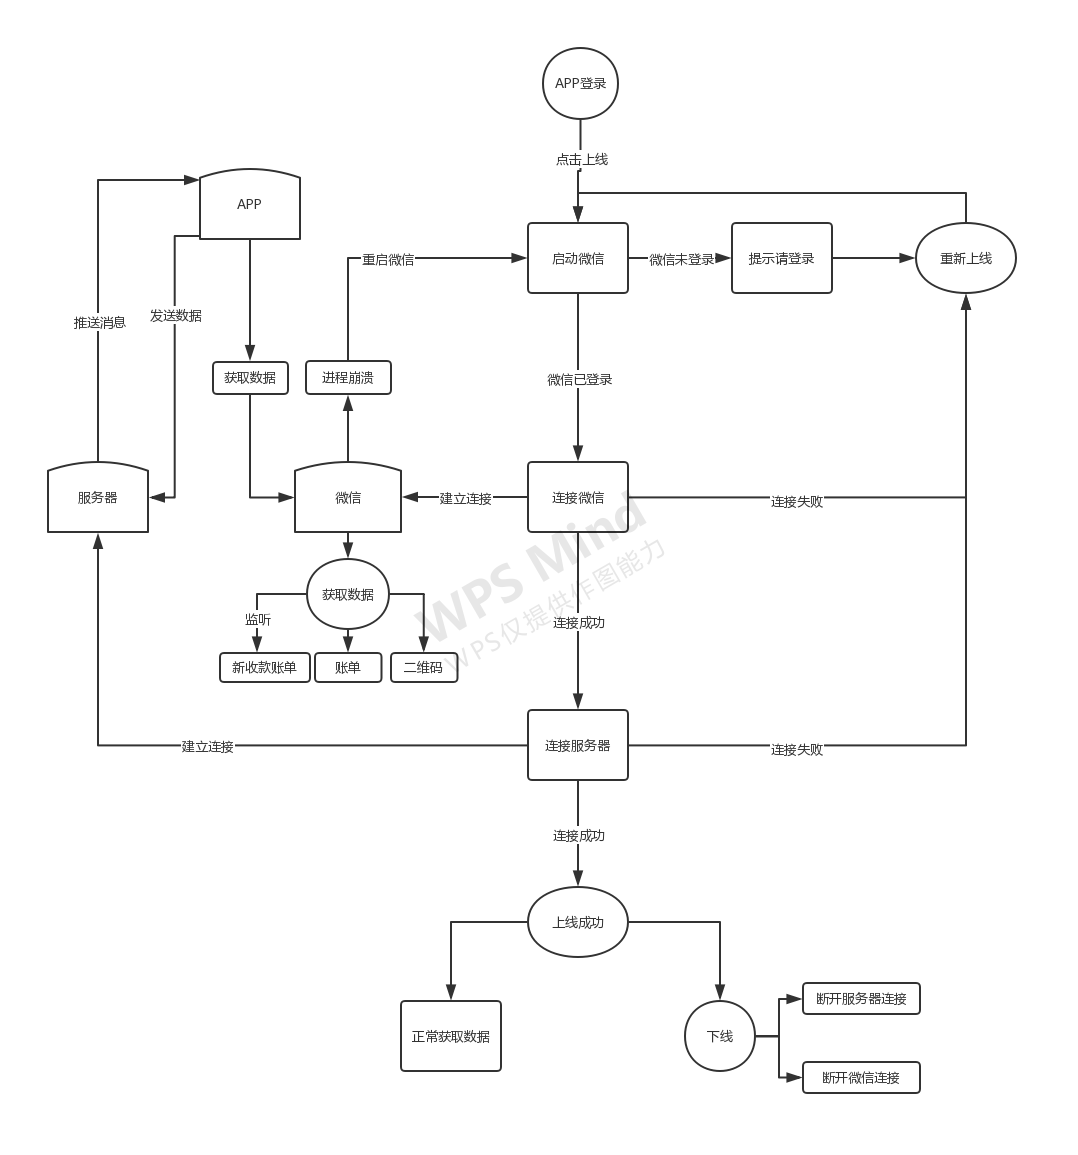 APP登录
点击上线
APP
重启微信
启动微信
微信未登录
提示请登录
重新上线
推送消息
发送数据
获取数据
进程崩溃
微信已登录
服务器
微信
建立连接
连接微信
连接失败
WPS Mind
WPS仅提供作图能力
获取数据
监听
连接成功
新收款账单
账单
二维码
建立连接
连接服务器
连接失败
连接成功
上线成功
正常获取数据
下线
断开服务器连接
断开微信连接